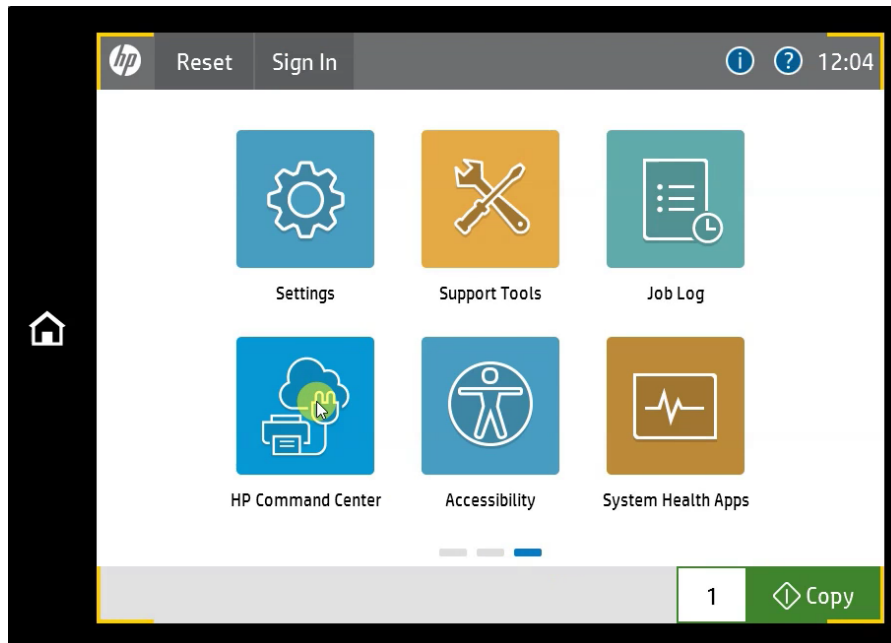 hp
Reset
Sign In
i
?
12:04
Settings
Support Tools
Job Log
HP Command Center
Accessibility
System Health Apps
1
Copy